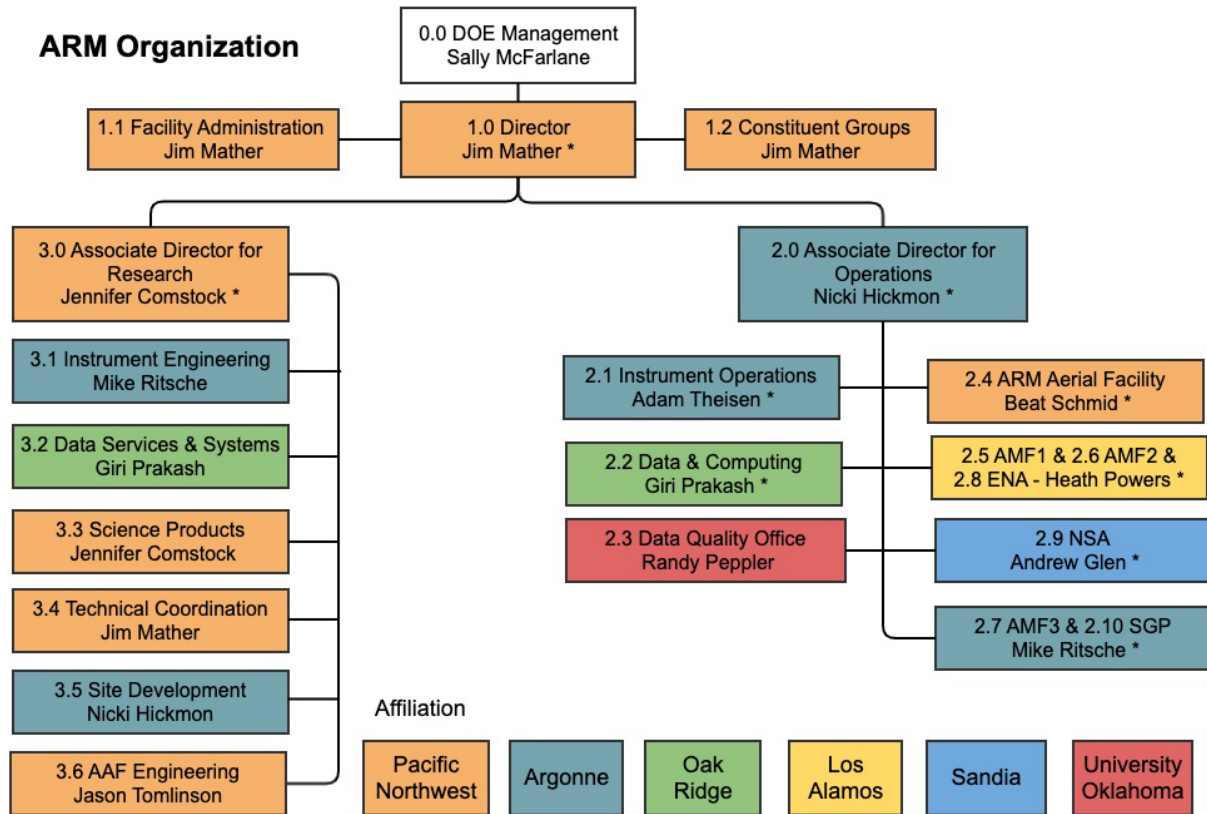 ARM Organization
0.0 DOE Management
Sally McFarlane
1.1 Facility Administration
Jim Mather
1.0 Director
Jim Mather *
1.2 Constituent Groups
Jim Mather
3.0 Associate Director for
Research
Jennifer Comstock *
2.0 Associate Director for
Operations
Nicki Hickmon *
3.1 Instrument Engineering
Mike Ritsche
3.2 Data Services & Systems
Giri Prakash
3.3 Science Products
Jennifer Comstock
3.4 Technical Coordination
Jim Mather
3.5 Site Development
Nicki Hickmon
3.6 AAF Engineering
Jason Tomlinson
2.1 Instrument Operations
Adam Theisen *
2.2 Data & Computing
Giri Prakash *
2.3 Data Quality Office
Randy Peppler
2.4 ARM Aerial Facility
Beat Schmid *
2.5 AMF1 & 2.6 AMF2 &
2.8 ENA - Heath Powers *
2.9 NSA
Andrew Glen *
2.7 AMF3 & 2.10 SGP
Mike Ritsche *
Affiliation
Pacific
Northwest
Argonne
Oak
Ridge
Los
Alamos
Sandia
University
Oklahoma